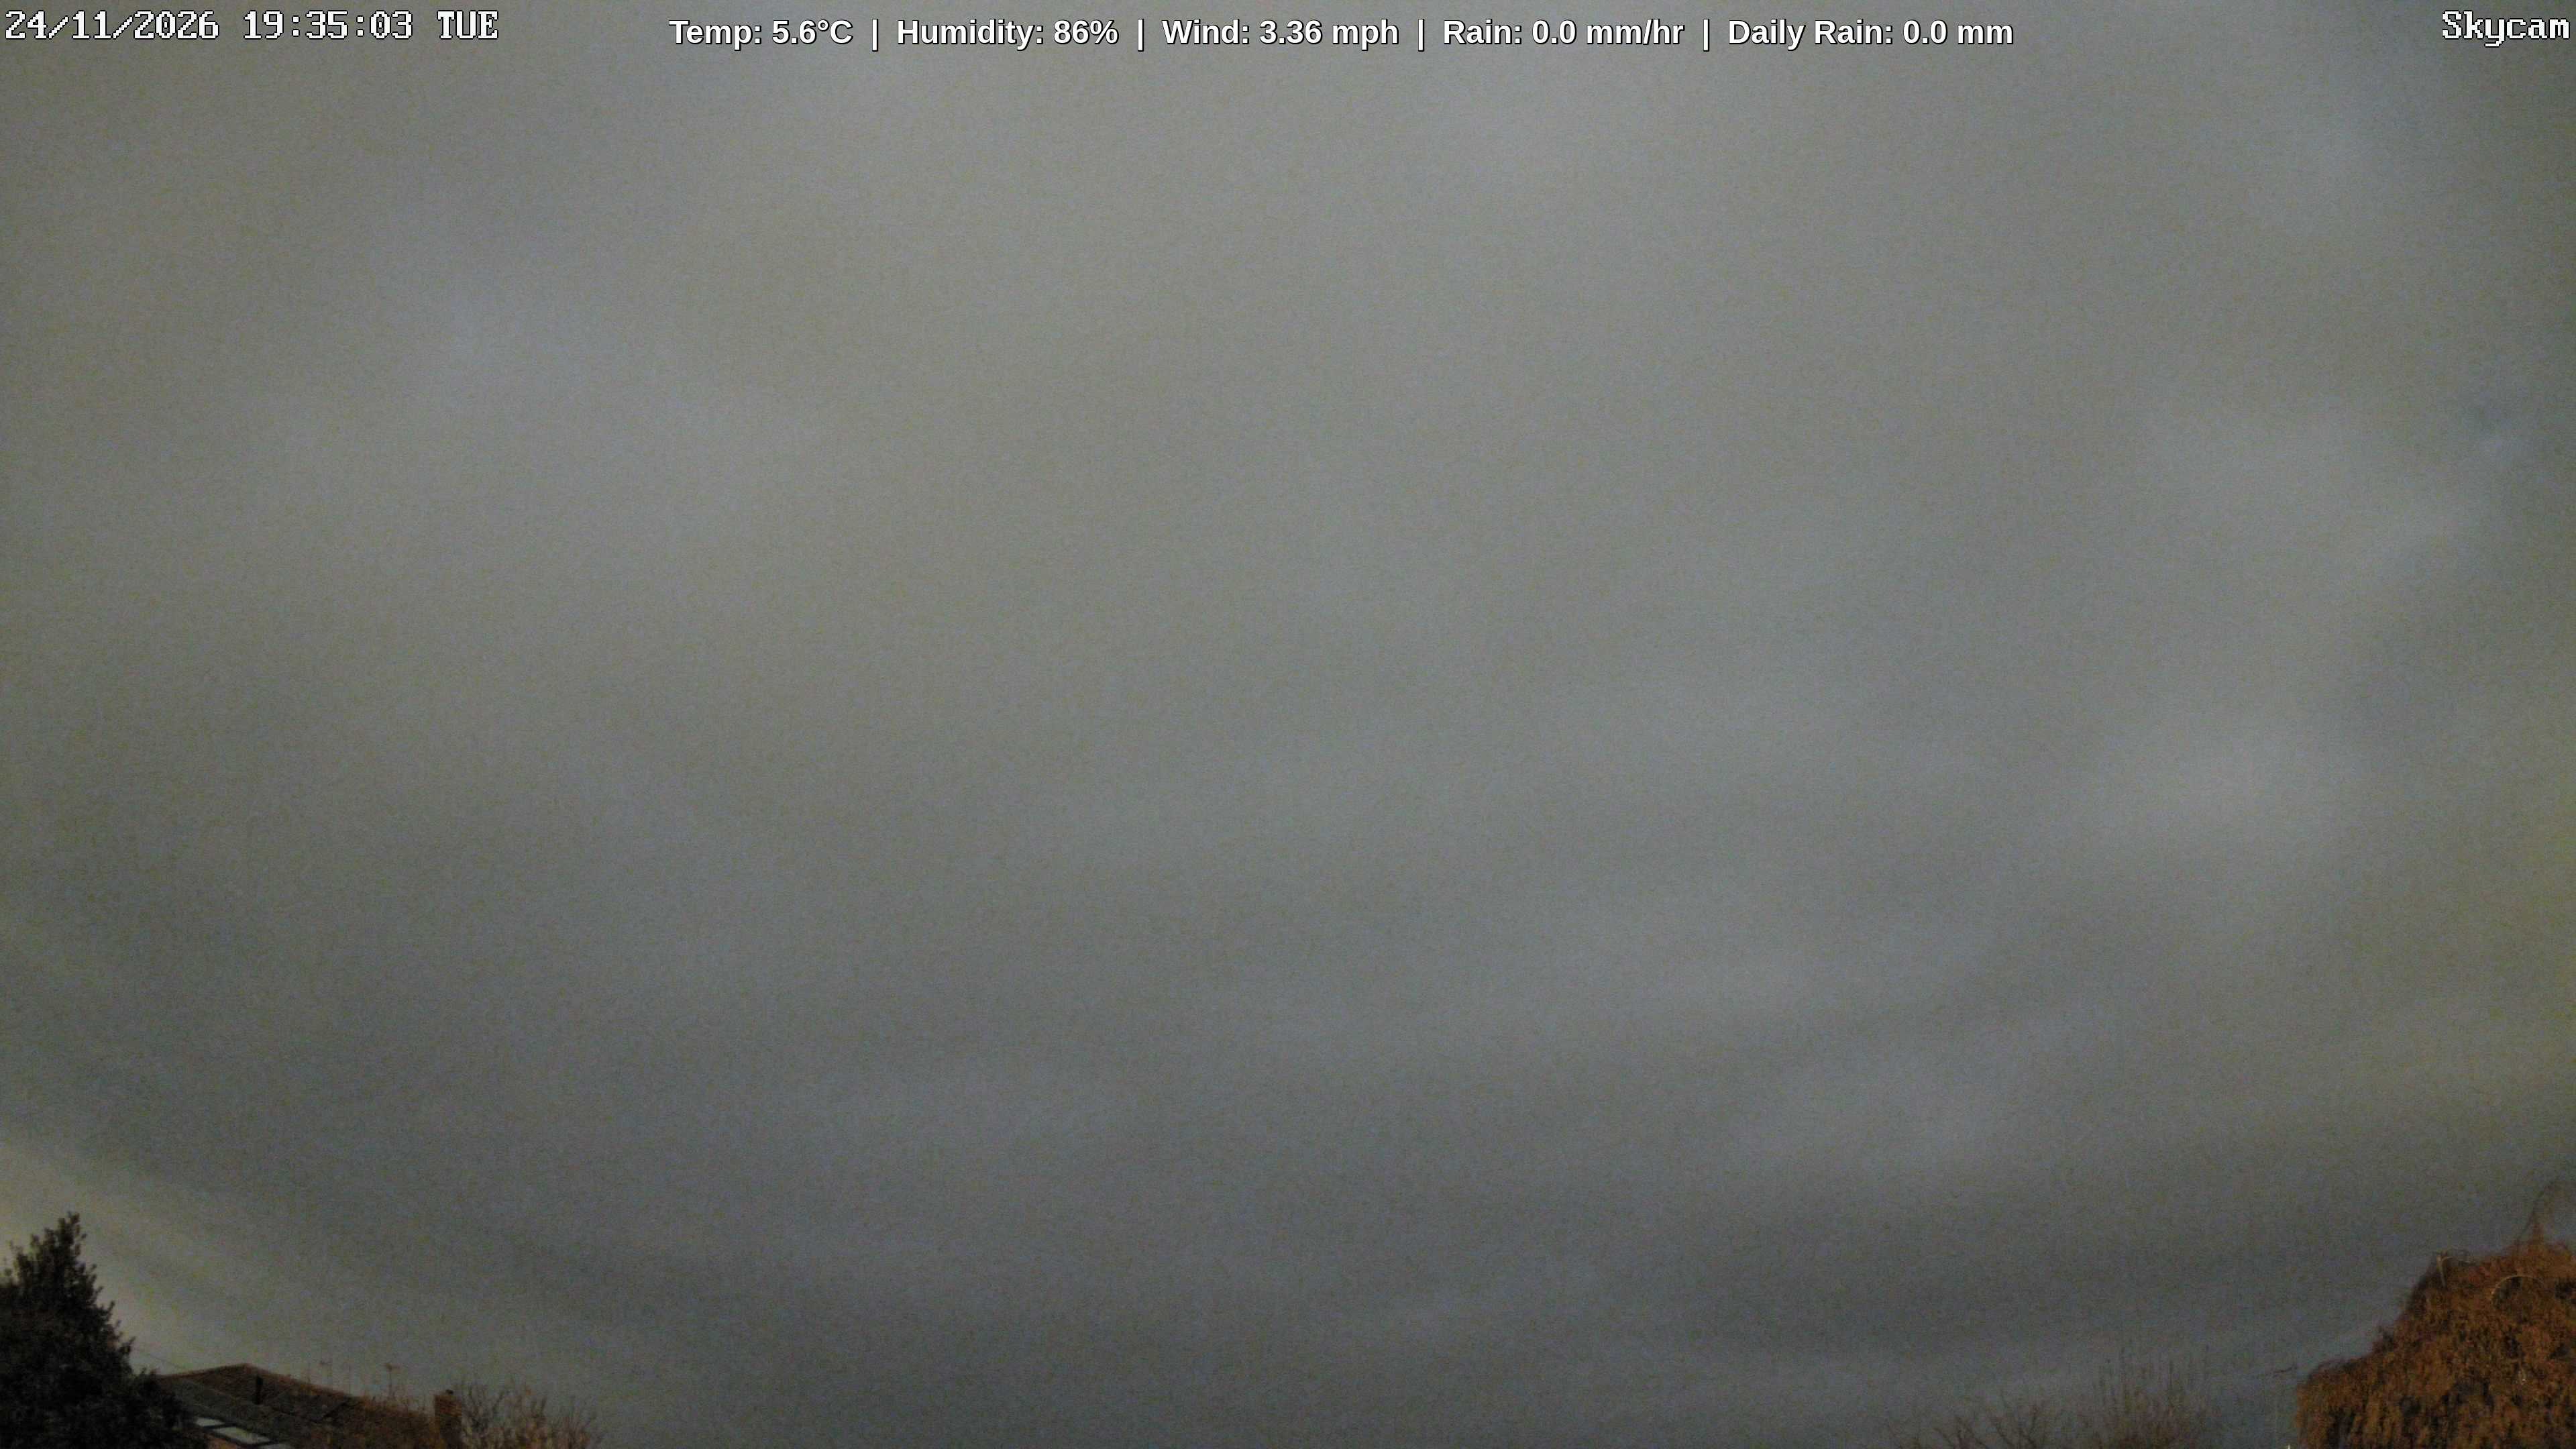 24/11/2026 19:35:03 TUE
Temp: 5.6°C | Humidity: 86% | Wind: 3.36 mph | Rain: 0.0 mm/hr | Daily Rain: 0.0 mm
Skycam